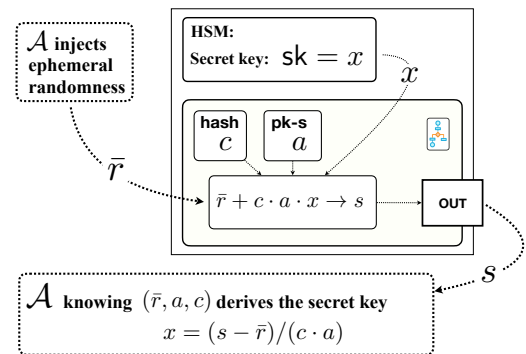 𝒜 injects
ephemeral
randomness
HSM:
Secret key: sk = x
x
hash
c
pk-s
a
r̄
r̄ + c · a · x → s
OUT
s
𝒜 knowing (r̄, a, c) derives the secret key
x = (s − r̄)/(c · a)